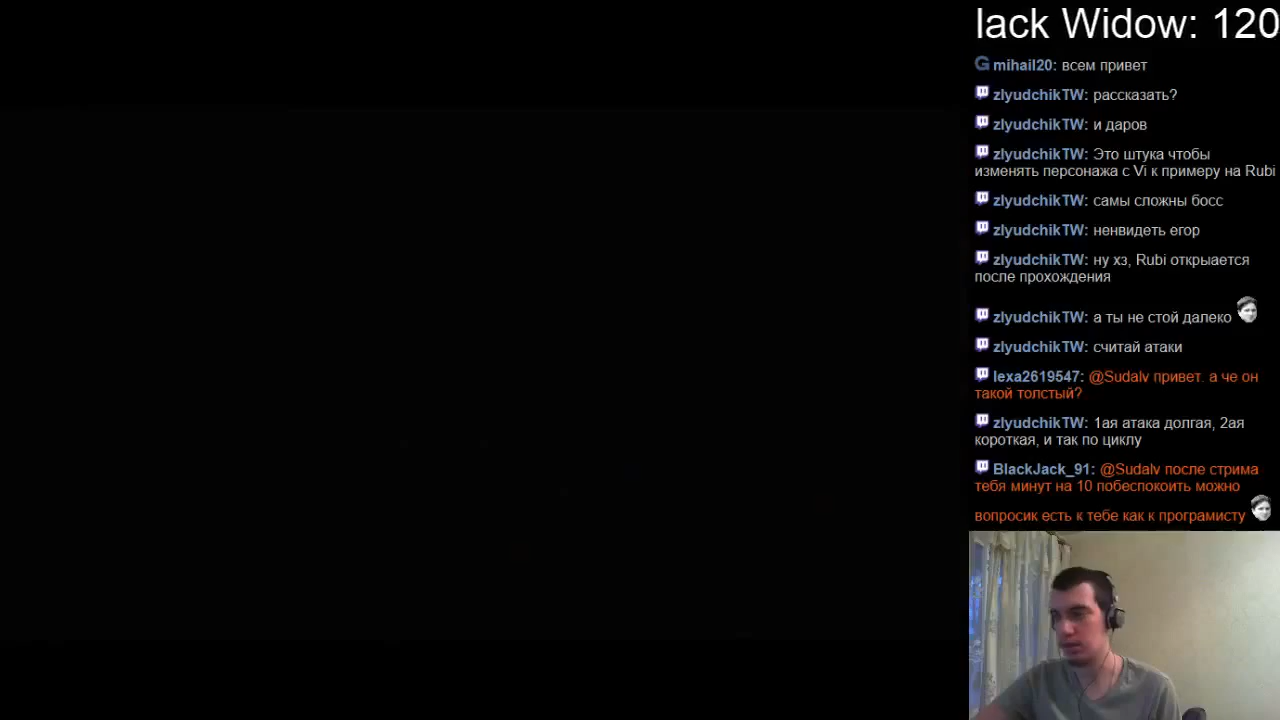 lack Widow: 120
mihail20: всем привет
zlyudchikTW: рассказать?
zlyudchikTW: и даров
zlyudchikTW: Это штука чтобы
изменять персонажа с Vi к примеру на Rubi
zlyudchikTW: самы сложны босс
zlyudchikTW: ненвидеть егор
zlyudchikTW: ну хз, Rubi открыается
после прохождения
zlyudchikTW: а ты не стой далеко
zlyudchikTW: считай атаки
lexa2619547: @Sudalv привет. а че он
такой толстый?
zlyudchikTW: 1ая атака долгая, 2ая
короткая, и так по циклу
BlackJack_91: @Sudalv после стрима
тебя минут на 10 побеспокоить можно
вопросик есть к тебе как к програмисту